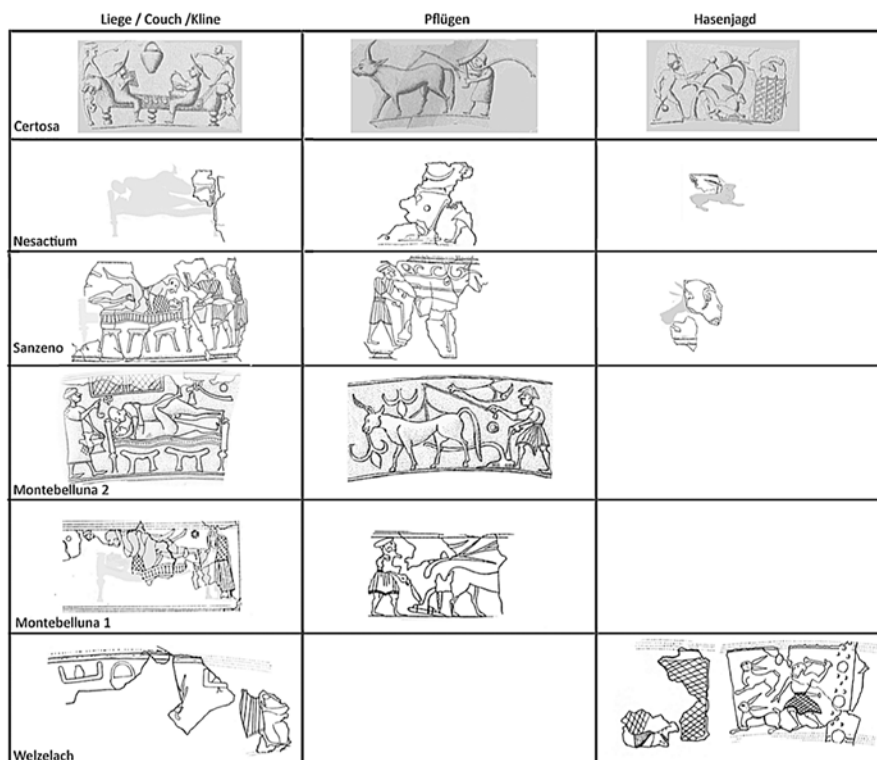 Liege / Couch /Kline
Pflügen
Hasenjagd
Certosa
Nesactium
Sanzeno
Montebelluna 2
Montebelluna 1
Welzelach